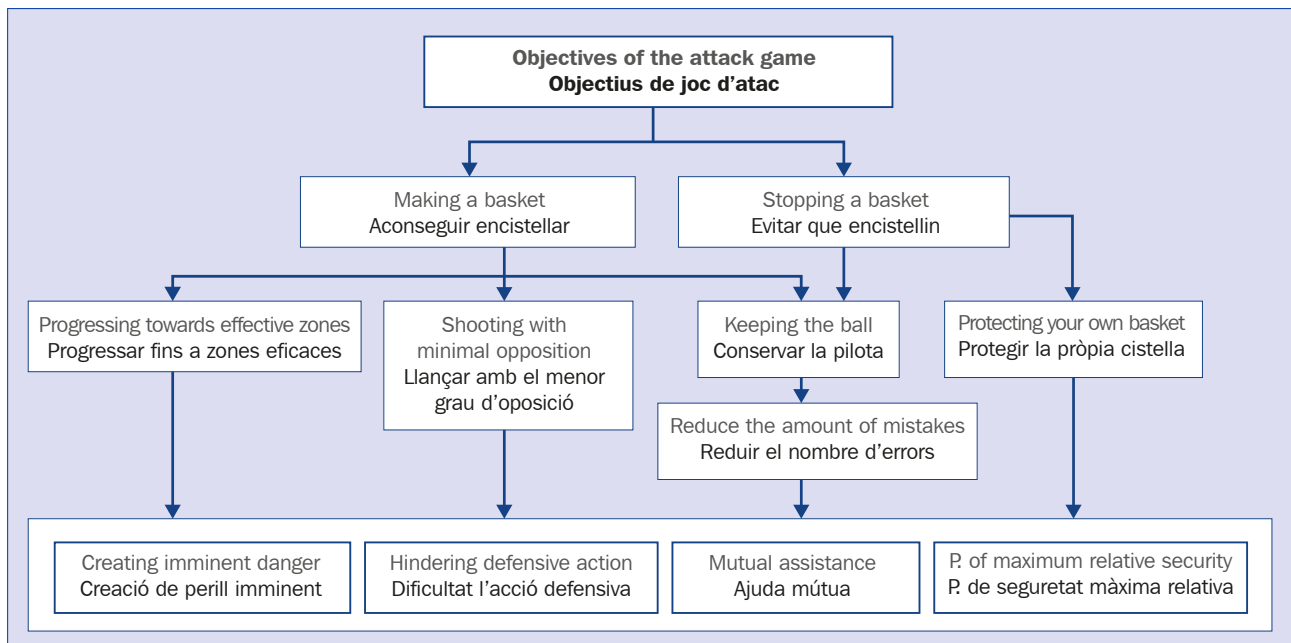 Objectives of the attack game
Objectius de joc d’atac
Making a basket
Aconseguir encistellar
Stopping a basket
Evitar que encistellin
Progressing towards effective zones
Progressar fins a zones eficaces
Shooting with
minimal opposition
Llançar amb el menor
grau d’oposició
Keeping the ball
Conservar la pilota
Protecting your own basket
Protegir la pròpia cistella
Reduce the amount of mistakes
Reduir el nombre d’errors
Creating imminent danger
Creació de perill imminent
Hindering defensive action
Dificultat l’acció defensiva
Mutual assistance
Ajuda mútua
P. of maximum relative security
P. de seguretat màxima relativa